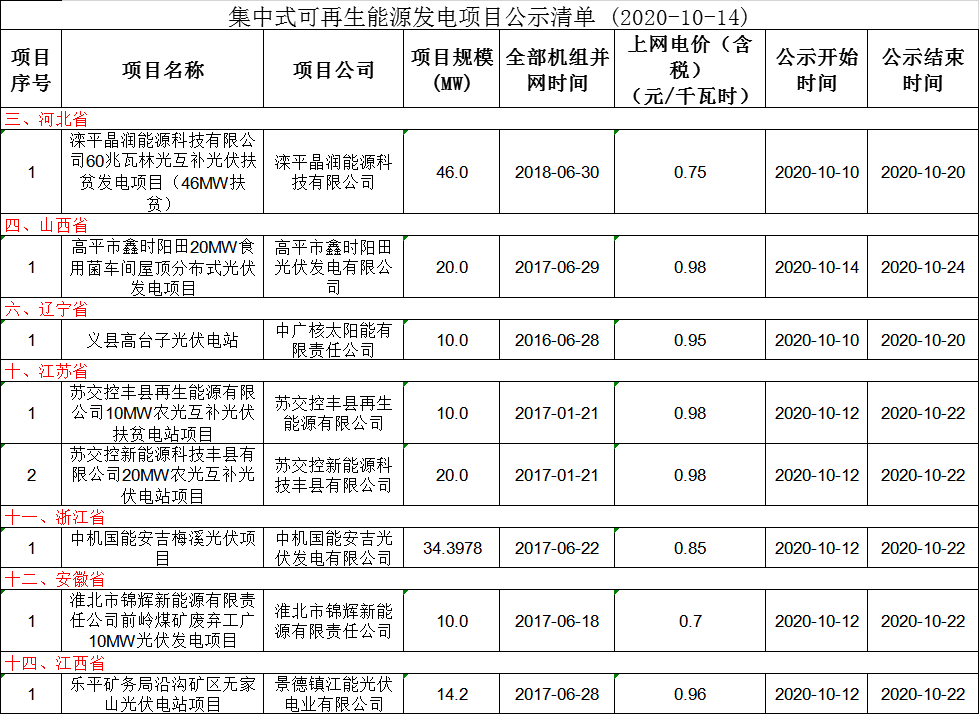 集中式可再生能源发电项目公示清单 (2020-10-14)
项目序号 项目名称 项目公司 项目规模(MW) 全部机组并网时间 上网电价（含税）（元/千瓦时） 公示开始时间 公示结束时间
三、河北省
1 滦平晶润能源科技有限公司60兆瓦林光互补光伏扶贫发电项目（46MW扶贫） 滦平晶润能源科技有限公司 46.0 2018-06-30 0.75 2020-10-10 2020-10-20
四、山西省
1 高平市鑫时阳田20MW食用菌车间屋顶分布式光伏发电项目 高平市鑫时阳田光伏发电有限公司 20.0 2017-06-29 0.98 2020-10-14 2020-10-24
六、辽宁省
1 义县高台子光伏电站 中广核太阳能有限责任公司 10.0 2016-06-28 0.95 2020-10-10 2020-10-20
十、江苏省
1 苏交控丰县再生能源有限公司10MW农光互补光伏扶贫电站项目 苏交控丰县再生能源有限公司 10.0 2017-01-21 0.98 2020-10-12 2020-10-22
2 苏交控新能源科技丰县有限公司20MW农光互补光伏电站项目 苏交控新能源科技丰县有限公司 20.0 2017-01-21 0.98 2020-10-12 2020-10-22
十一、浙江省
1 中机国能安吉梅溪光伏项目 中机国能安吉光伏发电有限公司 34.3978 2017-06-22 0.85 2020-10-12 2020-10-22
十二、安徽省
1 淮北市锦辉新能源有限责任公司前岭煤矿废弃工广10MW光伏发电项目 淮北市锦辉新能源有限责任公司 10.0 2017-06-18 0.7 2020-10-12 2020-10-22
十四、江西省
1 乐平矿务局沿沟矿区无家山光伏电站项目 景德镇江能光伏电业有限公司 14.2 2017-06-28 0.96 2020-10-12 2020-10-22